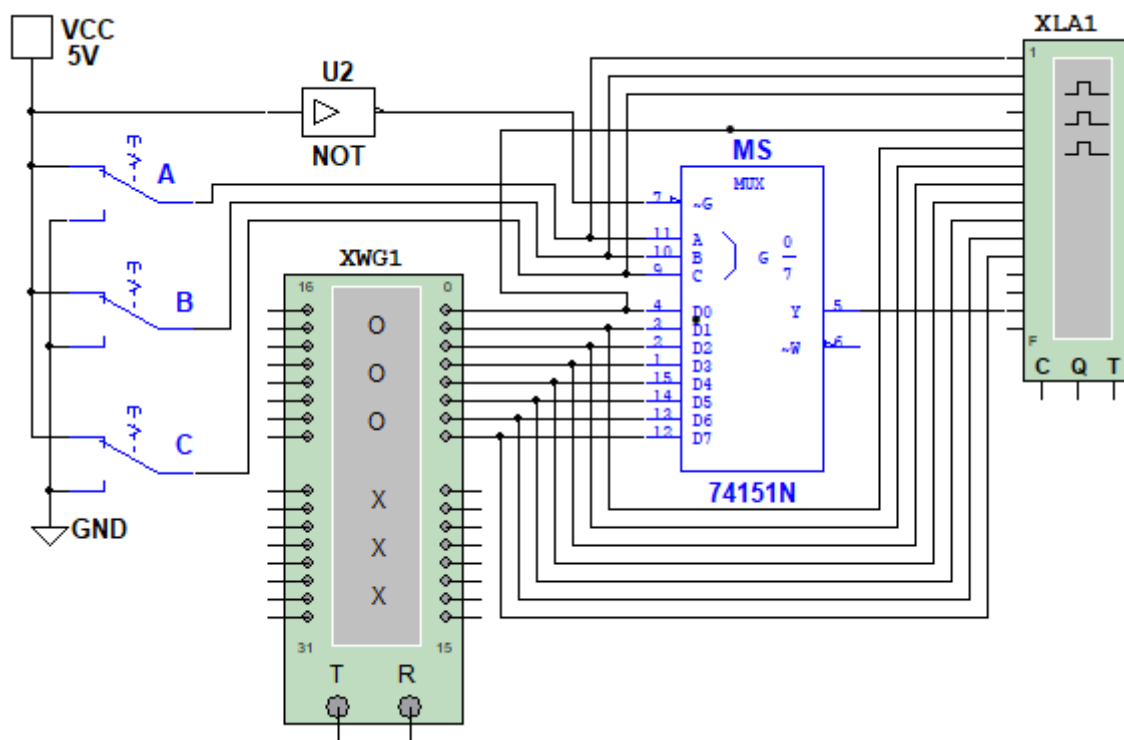 VCC
5V
XLA1
1
U2
NOT
A
MS
MUX
7
~G
11
A
10
B
9
C
G
0
7
XWG1
16
0
B
4
D0
3
D1
2
D2
1
D3
15
D4
14
D5
13
D6
12
D7
Y
5
~W
6
F
C
Q
T
O
O
O
C
X
X
X
74151N
GND
31
15
T
R